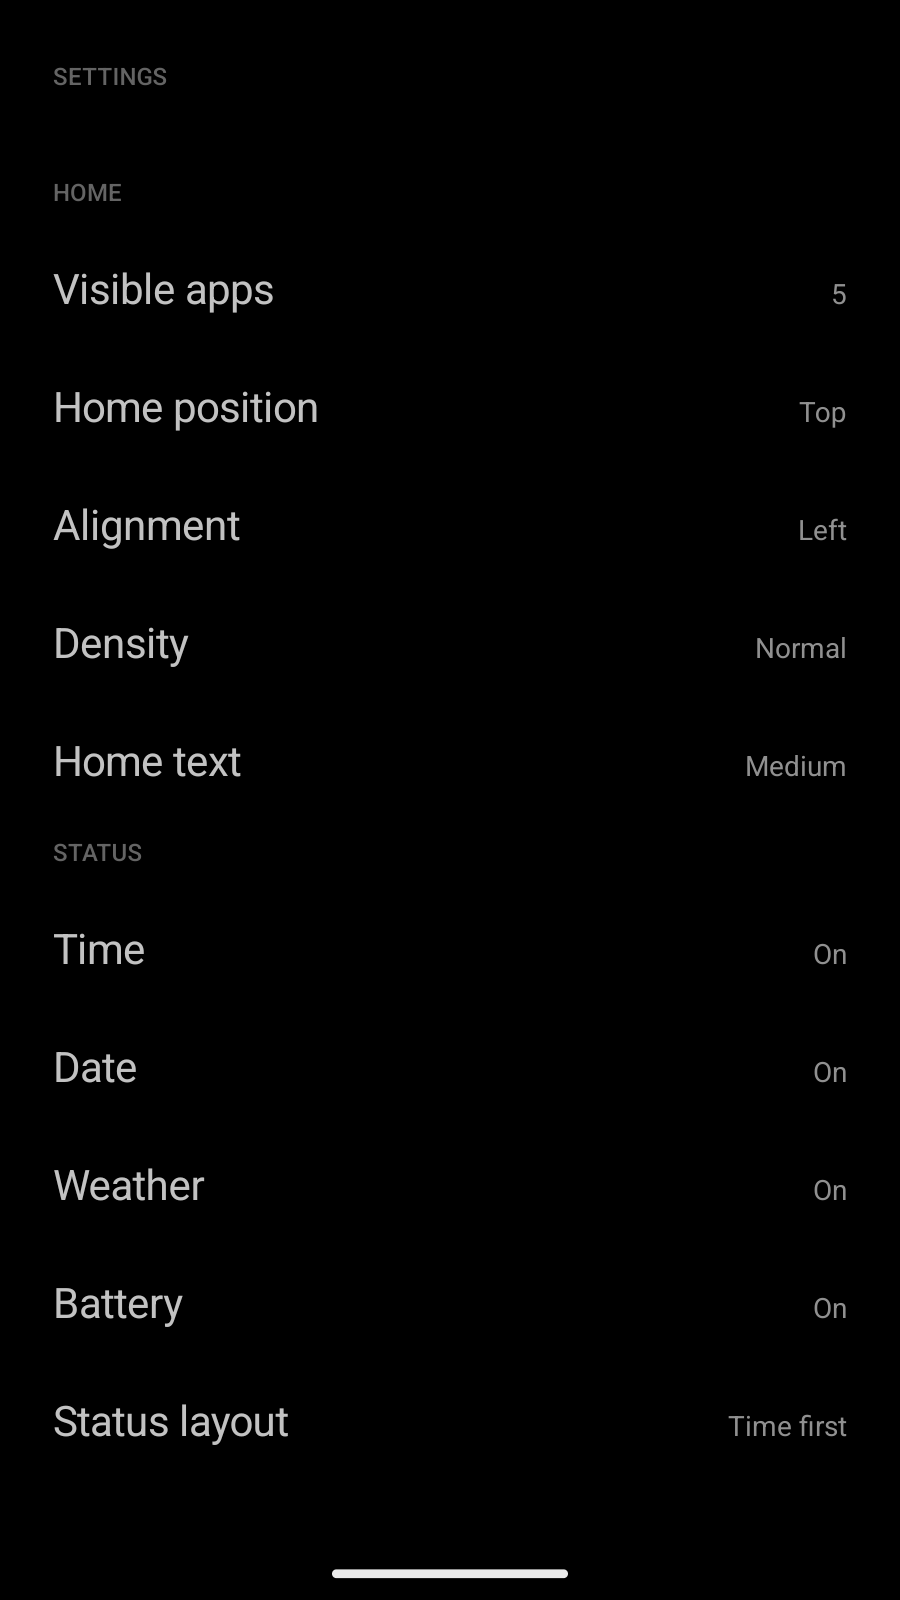 SETTINGS
HOME
Visible apps 5
Home position Top
Alignment Left
Density Normal
Home text Medium
STATUS
Time On
Date On
Weather On
Battery On
Status layout Time first